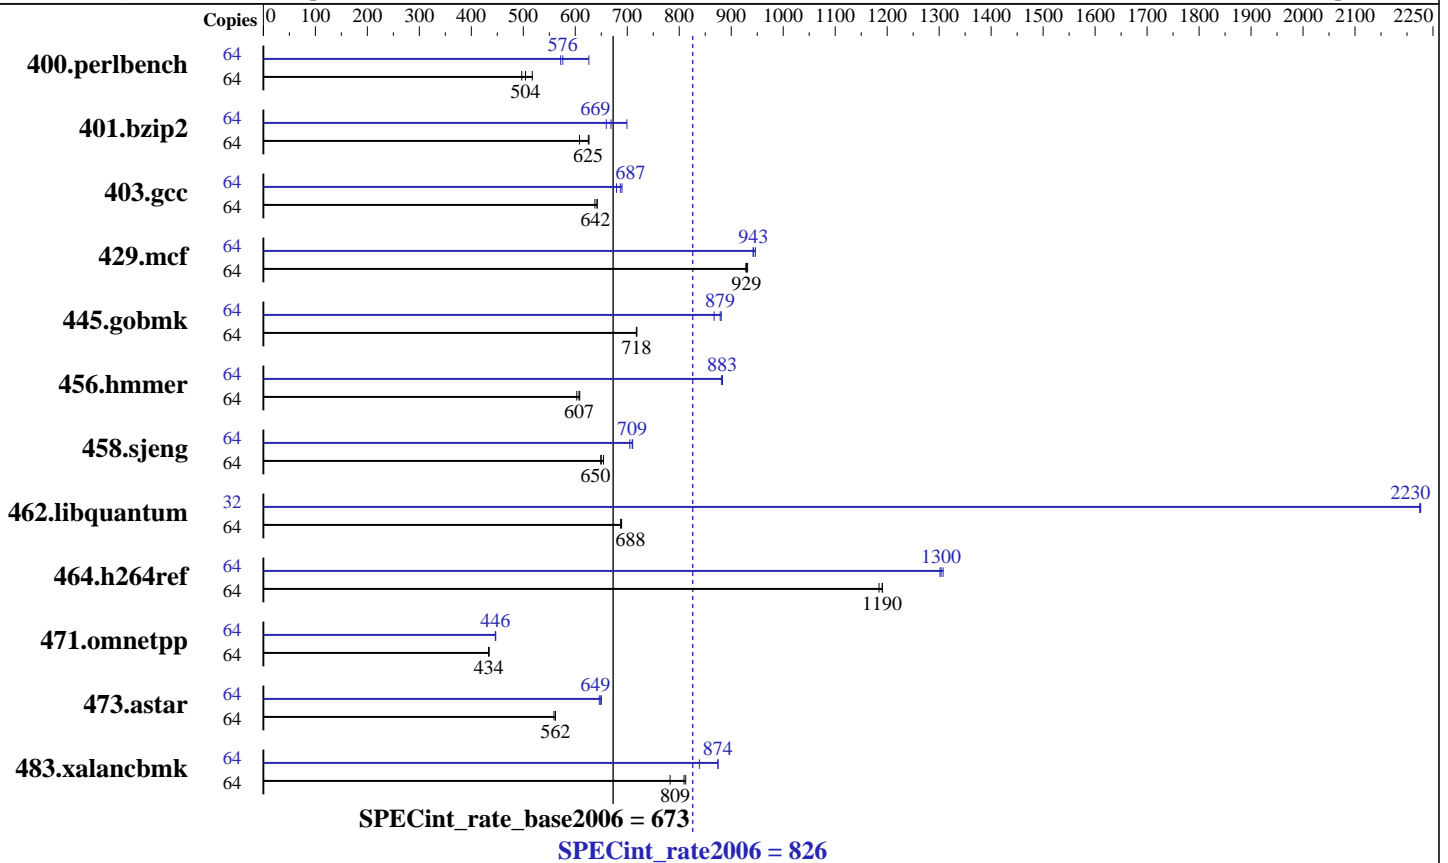 Copies 0 100 200 300 400 500 600 700 800 900 1000 1100 1200 1300 1400 1500 1600 1700 1800 1900 2000 2100 2250
400.perlbench 64 576
64 504
401.bzip2 64 669
64 625
403.gcc 64 687
64 642
429.mcf 64 943
64 929
445.gobmk 64 879
64 718
456.hmmer 64 883
64 607
458.sjeng 64 709
64 650
462.libquantum 32 2230
64 688
464.h264ref 64 1300
64 1190
471.omnetpp 64 446
64 434
473.astar 64 649
64 562
483.xalancbmk 64 874
64 809
SPECint_rate_base2006 = 673
SPECint_rate2006 = 826